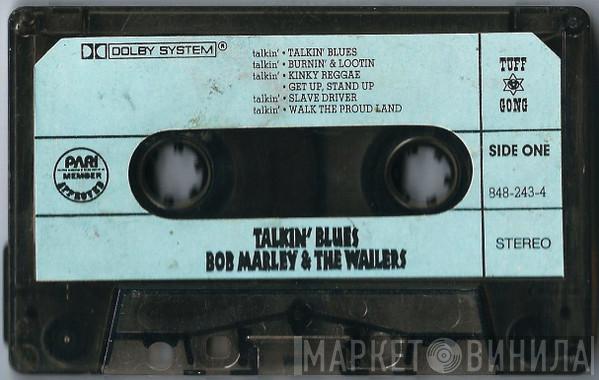 DOLBY SYSTEM®
talkin' • TALKIN' BLUES
talkin' • BURNIN' & LOOTIN
talkin' • KINKY REGGAE
• GET UP, STAND UP
talkin' • SLAVE DRIVER
talkin' • WALK THE PROUD LAND
TUFF
GONG
PARI
MEMBER
APPROVED
SIDE ONE
848-243-4
STEREO
TALKIN' BLUES
BOB MARLEY & THE WAILERS
МАРКЕТ ВИНИЛА